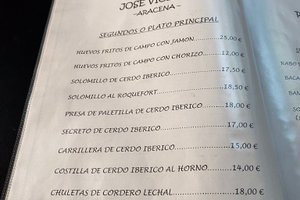 JOSE VIC
-ARACENA-
SEGUNDOS O PLATO PRINCIPAL
HUEVOS FRITOS DE CAMPO CON JAMON......25,00 €
HUEVOS FRITOS DE CAMPO CON CHORIZO.....12,00 €
SOLOMILLO DE CERDO IBERICO.................17,50 €
SOLOMILLO AL ROQUEFORT....................18,50 €
PRESA DE PALETILLA DE CERDO IBERICO......18,00 €
SECRETO DE CERDO IBERICO..................17,00 €
CARRILLERA DE CERDO IBERICO..............15,00 €
COSTILLA DE CERDO IBERICO AL HORNO.....14,00 €
CHULETAS DE CORDERO LECHAL..............18,00 €